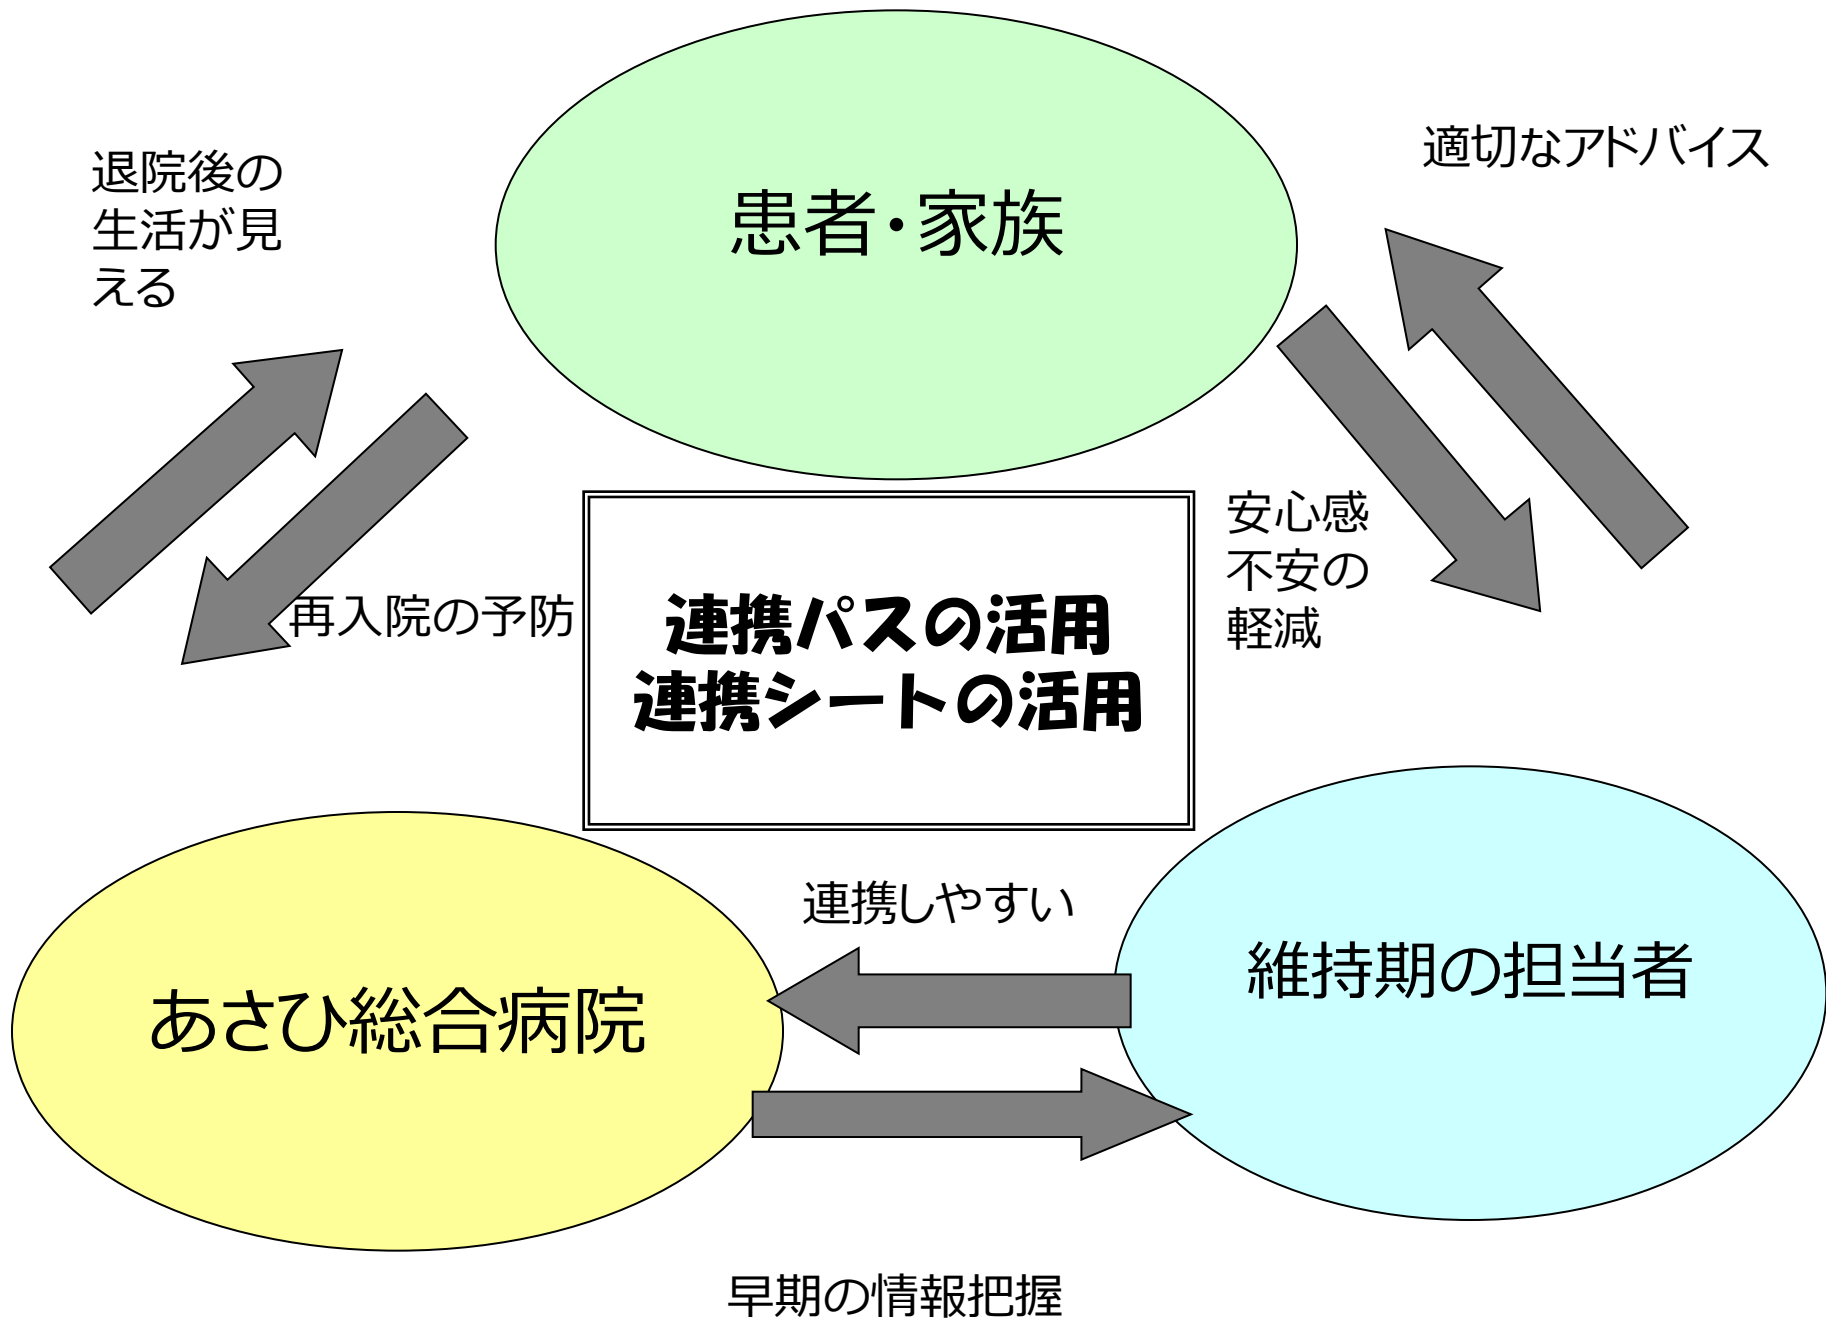 患者・家族
適切なアドバイス
退院後の
生活が見
える
安心感
不安の
軽減
再入院の予防
連携パスの活用
連携シートの活用
連携しやすい
維持期の担当者
あさひ総合病院
早期の情報把握